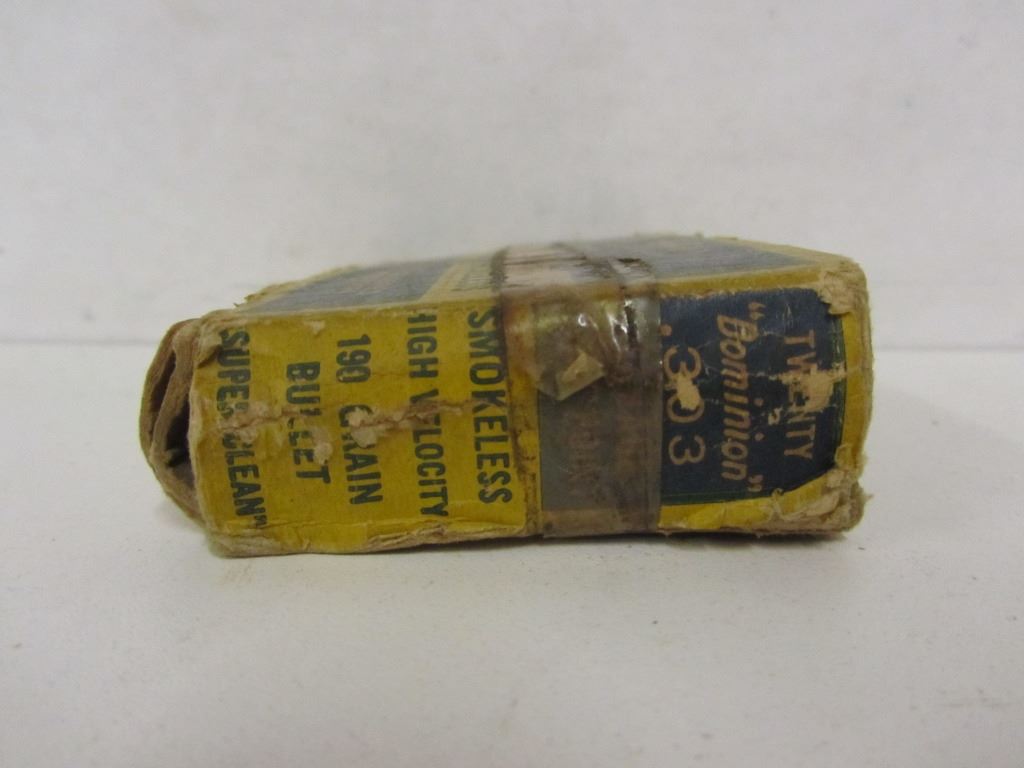 TWENTY
"Dominion"
.303
SMOKELESS
HIGH VELOCITY
190 GRAIN
BULLET
"SUPER-CLEAN"